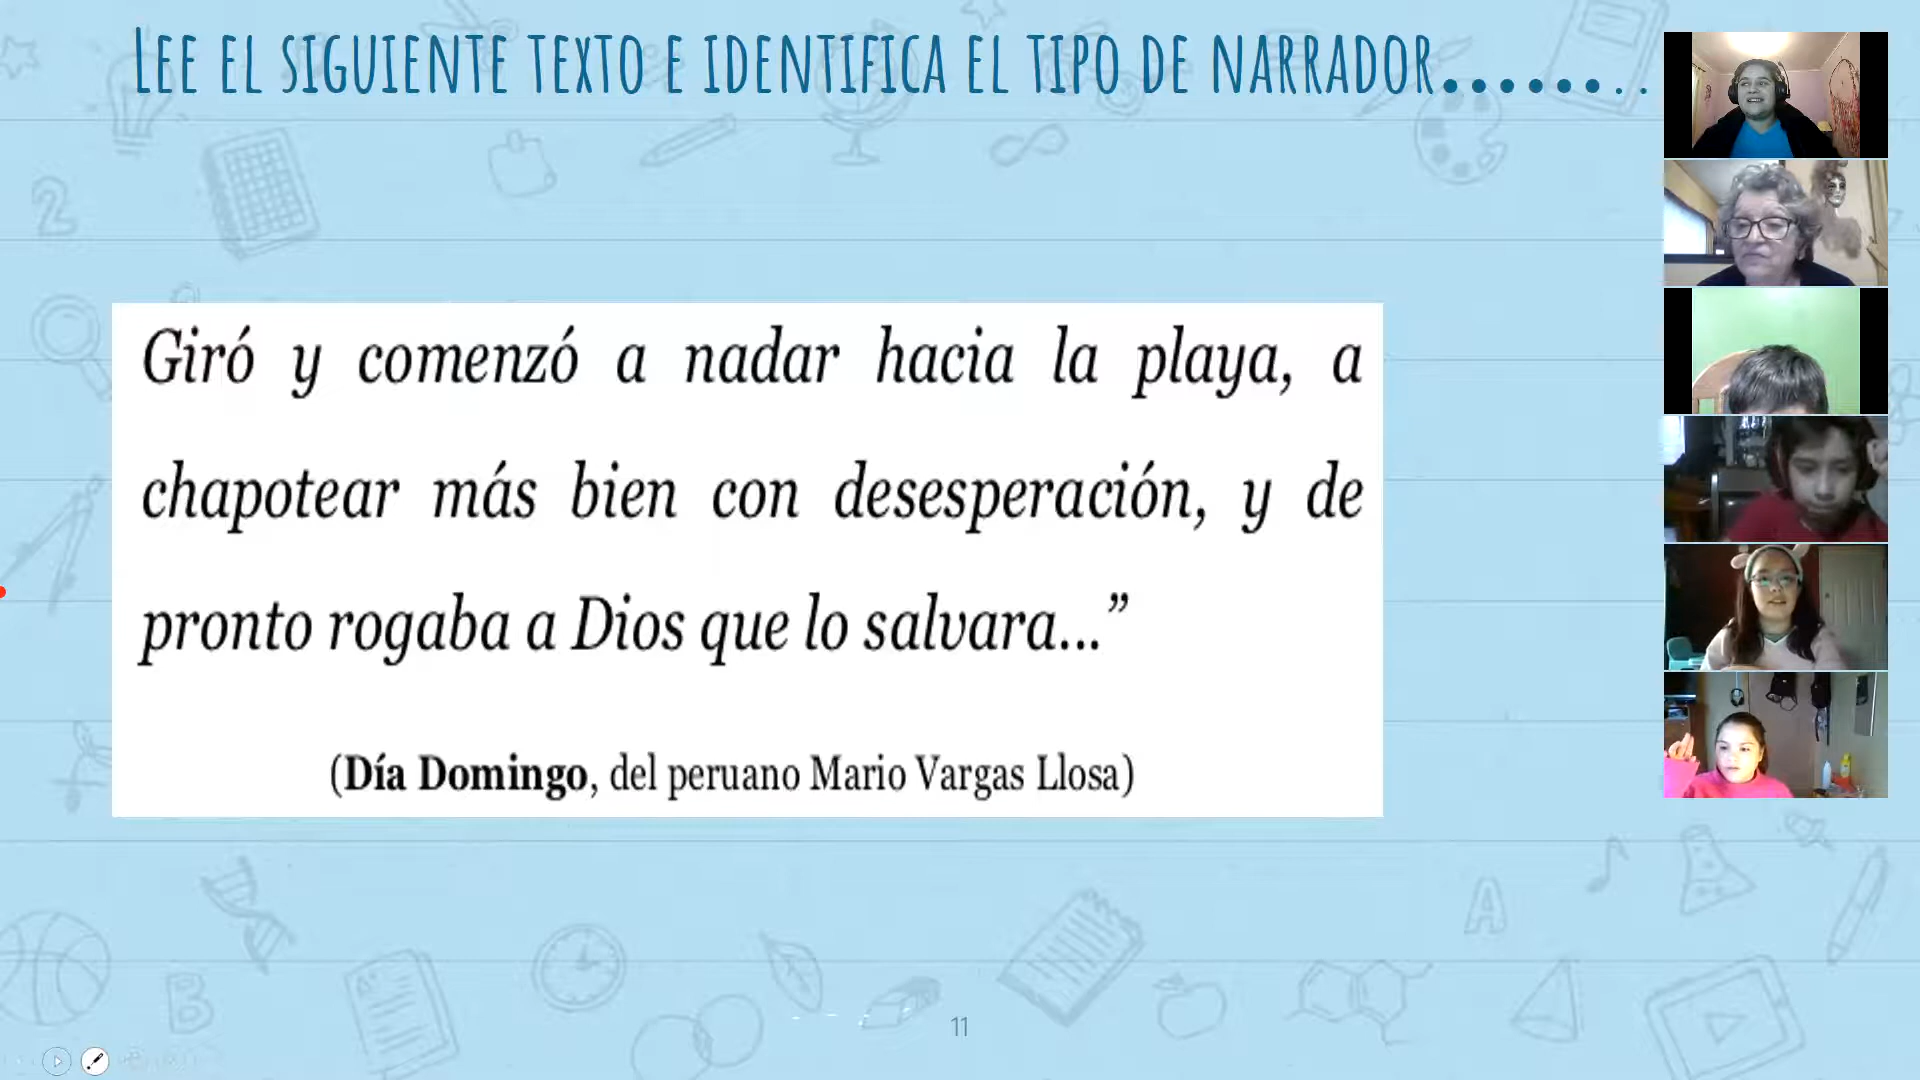 LEE EL SIGUIENTE TEXTO E IDENTIFICA EL TIPO DE NARRADOR........
Giró y comenzó a nadar hacia la playa, a
chapotear más bien con desesperación, y de
pronto rogaba a Dios que lo salvara...”
(Día Domingo, del peruano Mario Vargas Llosa)
11